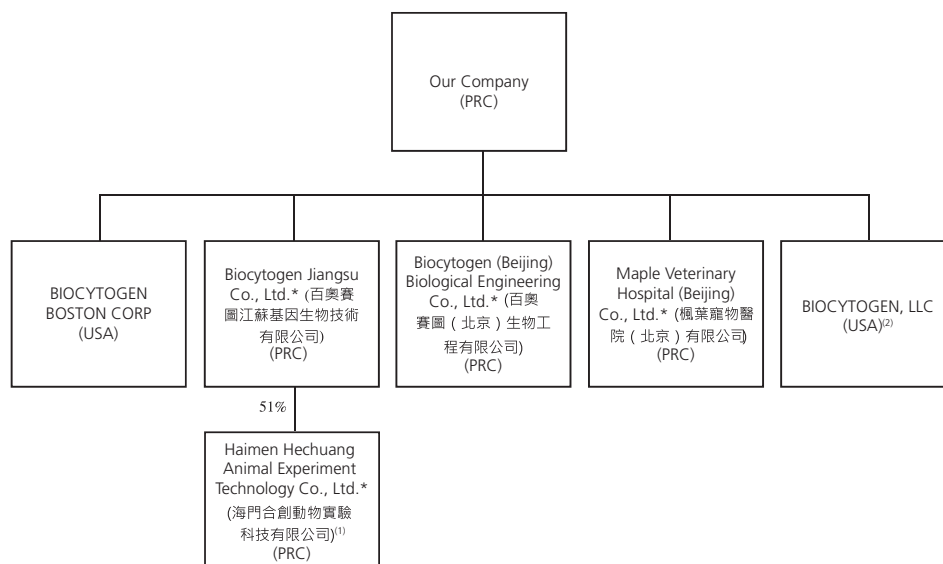 Our Company
(PRC)
BIOCYTOGEN
BOSTON CORP
(USA)
Biocytogen Jiangsu
Co., Ltd.* (百奧賽
圖江蘇基因生物技術
有限公司)
(PRC)
Biocytogen (Beijing)
Biological Engineering
Co., Ltd.* (百奧
賽圖（北京）生物工
程有限公司)
(PRC)
Maple Veterinary
Hospital (Beijing)
Co., Ltd.* (楓葉寵物醫
院（北京）有限公司)
(PRC)
BIOCYTOGEN, LLC
(USA)(2)
51%
Haimen Hechuang
Animal Experiment
Technology Co., Ltd.*
(海門合創動物實驗
科技有限公司)(1)
(PRC)